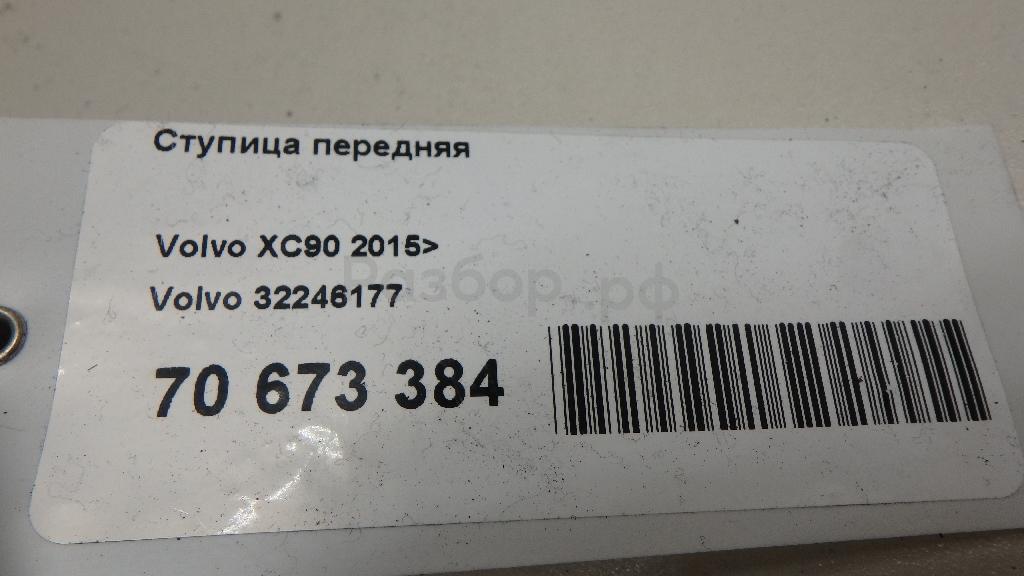 Ступица передняя
Volvo XC90 2015>
Разбор.рф
Volvo 32246177
70 673 384